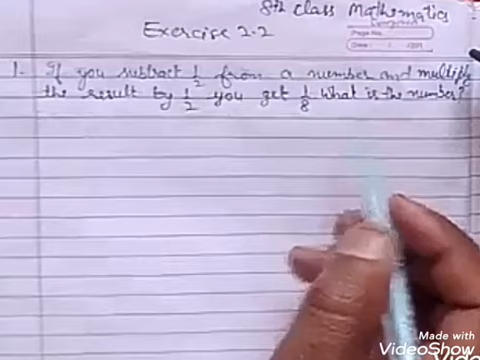 8th class Mathematics
Exercise 2.2
Page No.
Date
1. If you subtract 1/2 from a number and multiply
the result by 1/2 you get 1/8 what is the number?
Made with
VideoShow